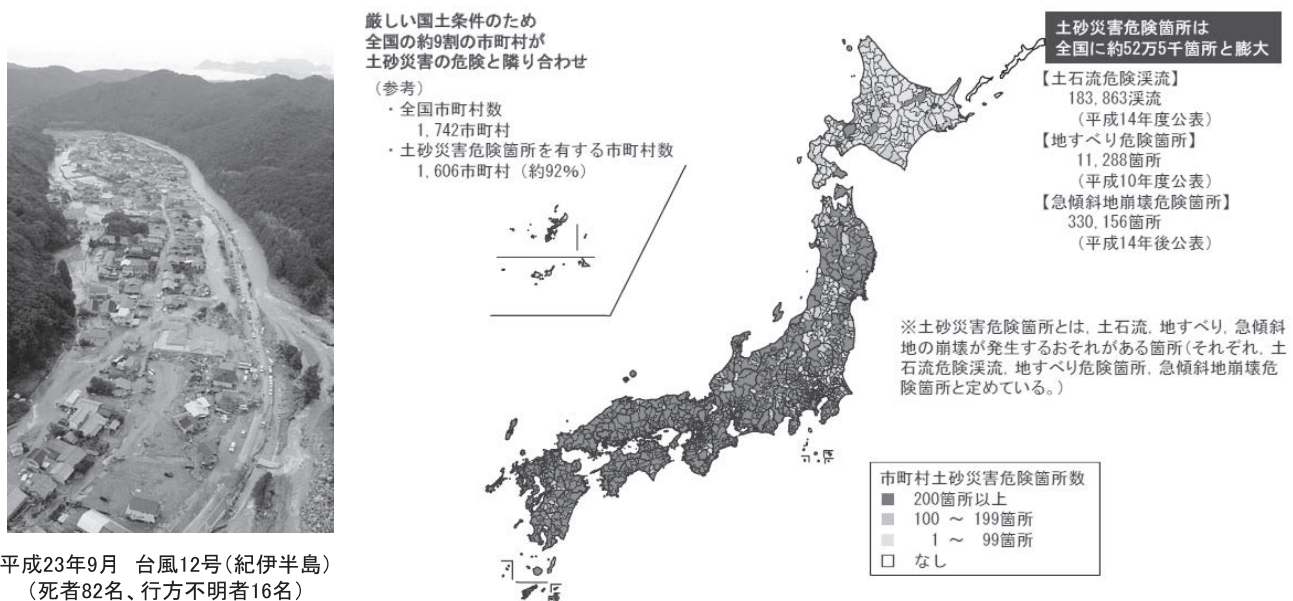 厳しい国土条件のため
全国の約9割の市町村が
土砂災害の危険と隣り合わせ
（参考）
・全国市町村数
1,742市町村
・土砂災害危険箇所を有する市町村数
1,606市町村（約92%）
土砂災害危険箇所は
全国に約52万5千箇所と膨大
【土石流危険渓流】
183,863渓流
（平成14年度公表）
【地すべり危険箇所】
11,288箇所
（平成10年度公表）
【急傾斜地崩壊危険箇所】
330,156箇所
（平成14年後公表）
※土砂災害危険箇所とは，土石流，地すべり，急傾斜
地の崩壊が発生するおそれがある箇所（それぞれ，土
石流危険渓流，地すべり危険箇所，急傾斜地崩壊危
険箇所と定めている。）
市町村土砂災害危険箇所数
200箇所以上
100 ～ 199箇所
1 ～ 99箇所
なし
平成23年9月 台風12号（紀伊半島）
（死者82名、行方不明者16名）